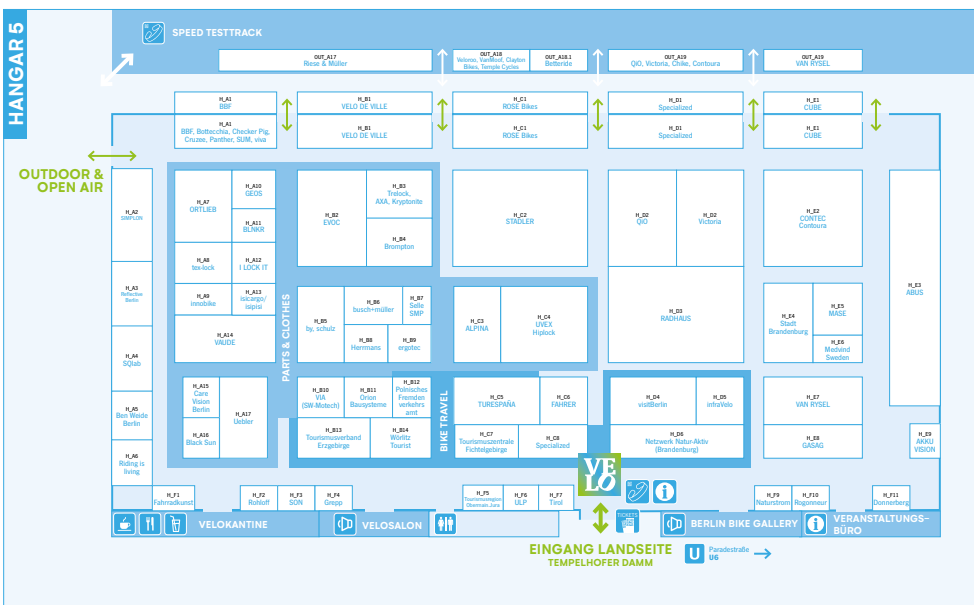 HANGAR 5
SPEED TESTTRACK
OUT_A17
Riese & Müller
OUT_A18
Veloroo, VanMoof, Clayton
Bikes, Temple Cycles
OUT_A18.1
Betteride
OUT_A19
QiO, Victoria, Chike, Contoura
OUT_A19
VAN RYSEL
H_A1
BBF
H_B1
VELO DE VILLE
H_C1
ROSE Bikes
H_D1
Specialized
H_E1
CUBE
H_A1
BBF, Bottecchia, Checker Pig,
Cruzee, Panther, SUM, viva
H_B1
VELO DE VILLE
H_C1
ROSE Bikes
H_D1
Specialized
H_E1
CUBE
OUTDOOR &
OPEN AIR
H_A2
SIMPLON
H_A3
Reflective
Berlin
H_A4
SQlab
H_A5
Ben Weide
Berlin
H_A6
Riding is
living
H_A7
ORTLIEB
H_A10
GEOS
H_A11
BLNKR
H_A8
tex-lock
H_A12
I LOCK IT
H_A9
innobike
H_A13
isicargo/
isipisi
H_A14
VAUDE
H_A15
Care
Vision
Berlin
H_A16
Black Sun
H_A17
Uebler
PARTS & CLOTHES
H_B2
EVOC
H_B3
Trelock,
AXA, Kryptonite
H_B4
Brompton
H_B5
by, schulz
H_B6
busch+müller
H_B7
Selle
SMP
H_B8
Herrmans
H_B9
ergotec
H_B10
VIA
(SW-Motech)
H_B11
Orion
Bausysteme
H_B12
Polnisches
Fremden
verkehrs
amt
H_B13
Tourismusverband
Erzgebirge
H_B14
Wörlitz
Tourist
BIKE TRAVEL
H_C2
STADLER
H_C3
ALPINA
H_C4
UVEX
Hiplock
H_C5
TURESPAÑA
H_C6
FAHRER
H_C7
Tourismuszentrale
Fichtelgebirge
H_C8
Specialized
H_D2
QiO
H_D2
Victoria
H_D3
RADHAUS
H_D4
visitBerlin
H_D5
infraVelo
H_D6
Netzwerk Natur-Aktiv
(Brandenburg)
H_E2
CONTEC
Contoura
H_E3
ABUS
H_E4
Stadt
Brandenburg
H_E5
MASE
H_E6
Medvind
Sweden
H_E7
VAN RYSEL
H_E8
GASAG
H_E9
AKKU
VISION
VELO
H_F1
Fahrradkunst
H_F2
Rohloff
H_F3
SON
H_F4
Grepp
H_F5
Tourismusregion
Obermain Jura
H_F6
ULP
H_F7
Tirol
H_F9
Naturstrom
H_F10
Rogonneur
H_F11
Donnerberg
VELOKANTINE
VELOSALON
TICKETS
BERLIN BIKE GALLERY
VERANSTALTUNGS–
BÜRO
EINGANG LANDSEITE
TEMPELHOFER DAMM
U
Paradestraße
U6